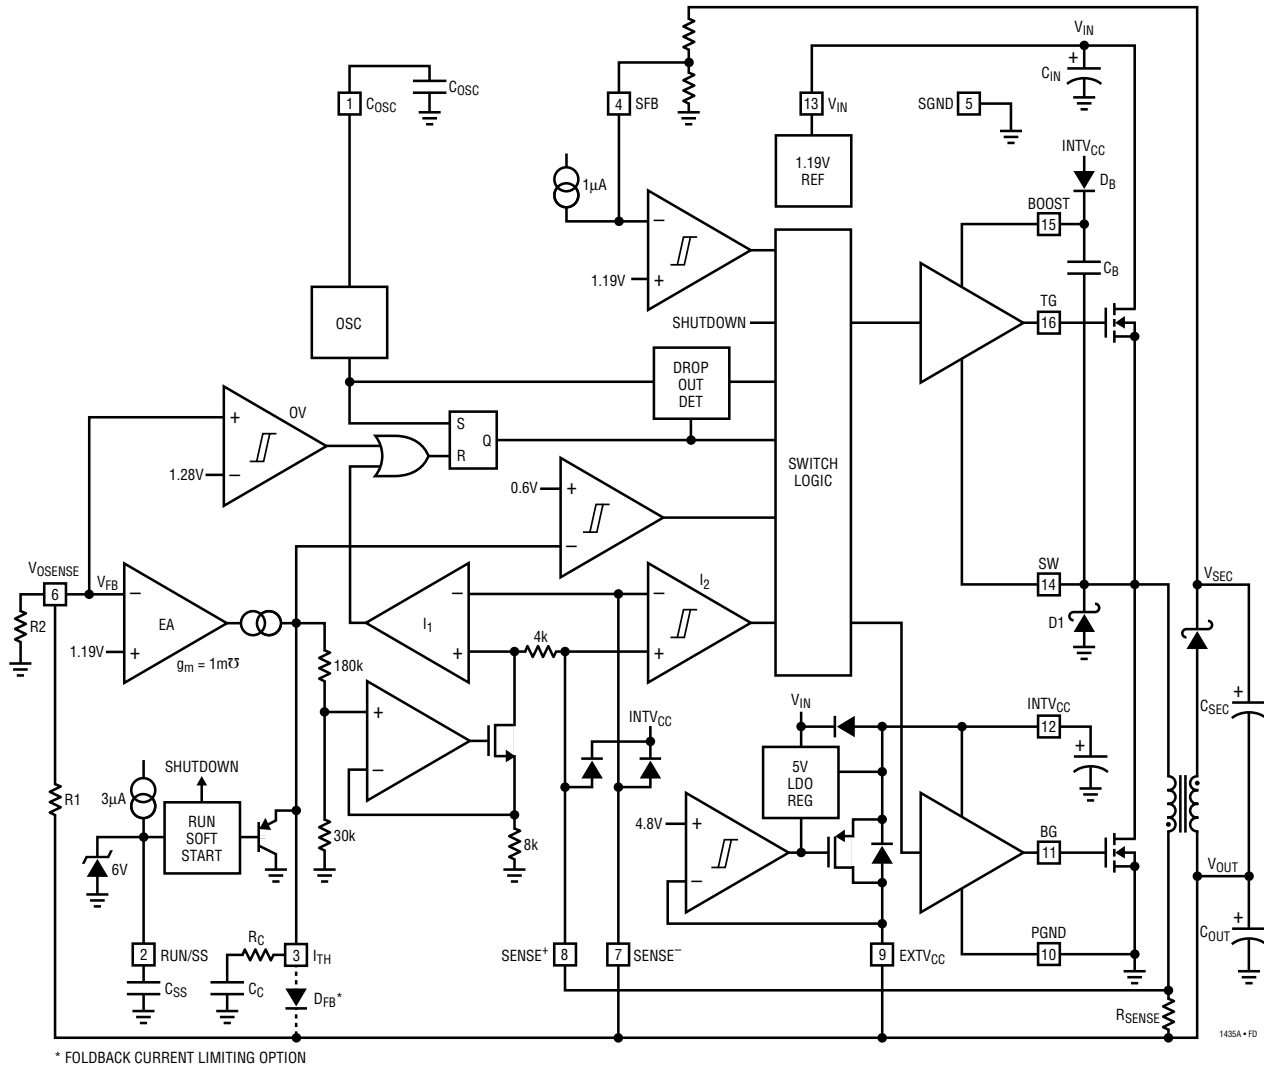 V_IN
+
C_IN
C_OSC
1 C_OSC
4 SFB
13 V_IN
SGND 5
1.19V
REF
INTV_CC
D_B
1µA
BOOST
15
−
C_B
1.19V
+
OSC
SHUTDOWN
TG
16
DROP
OUT
DET
OV
+
S
Q
R
1.28V
−
SWITCH
LOGIC
0.6V
+
−
V_OSENSE
6
V_FB
−
EA
1.19V
+
g_m = 1m℧
R2
−
I_1
+
4k
−
I_2
+
SW
14
D1
V_SEC
+
C_SEC
180k
+
−
INTV_CC
V_IN
INTV_CC
12
+
5V
LDO
REG
SHUTDOWN
3µA
R1
RUN
SOFT
START
6V
30k
8k
4.8V
+
−
BG
11
V_OUT
+
C_OUT
PGND
10
2 RUN/SS
R_C
3 I_TH
SENSE+ 8
7 SENSE−
9 EXTV_CC
C_SS
C_C
D_FB*
R_SENSE
1435A • FD
* FOLDBACK CURRENT LIMITING OPTION